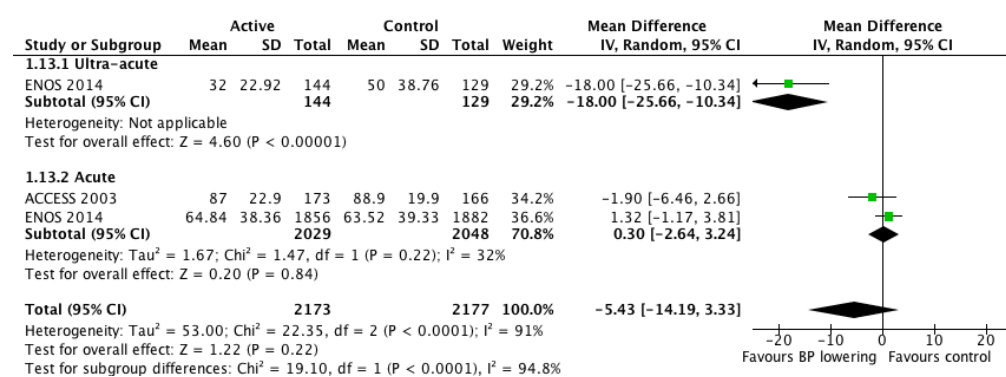 Active Control Mean Difference Mean Difference
Study or Subgroup Mean SD Total Mean SD Total Weight IV, Random, 95% CI IV, Random, 95% CI
1.13.1 Ultra-acute
ENOS 2014 32 22.92 144 50 38.76 129 29.2% -18.00 [-25.66, -10.34]
Subtotal (95% CI) 144 129 29.2% -18.00 [-25.66, -10.34]
Heterogeneity: Not applicable
Test for overall effect: Z = 4.60 (P < 0.00001)
1.13.2 Acute
ACCESS 2003 87 22.9 173 88.9 19.9 166 34.2% -1.90 [-6.46, 2.66]
ENOS 2014 64.84 38.36 1856 63.52 39.33 1882 36.6% 1.32 [-1.17, 3.81]
Subtotal (95% CI) 2029 2048 70.8% 0.30 [-2.64, 3.24]
Heterogeneity: Tau² = 1.67; Chi² = 1.47, df = 1 (P = 0.22); I² = 32%
Test for overall effect: Z = 0.20 (P = 0.84)
Total (95% CI) 2173 2177 100.0% -5.43 [-14.19, 3.33]
Heterogeneity: Tau² = 53.00; Chi² = 22.35, df = 2 (P < 0.0001); I² = 91%
Test for overall effect: Z = 1.22 (P = 0.22)
Test for subgroup differences: Chi² = 19.10, df = 1 (P < 0.0001), I² = 94.8%
-20 -10 0 10 20
Favours BP lowering Favours control